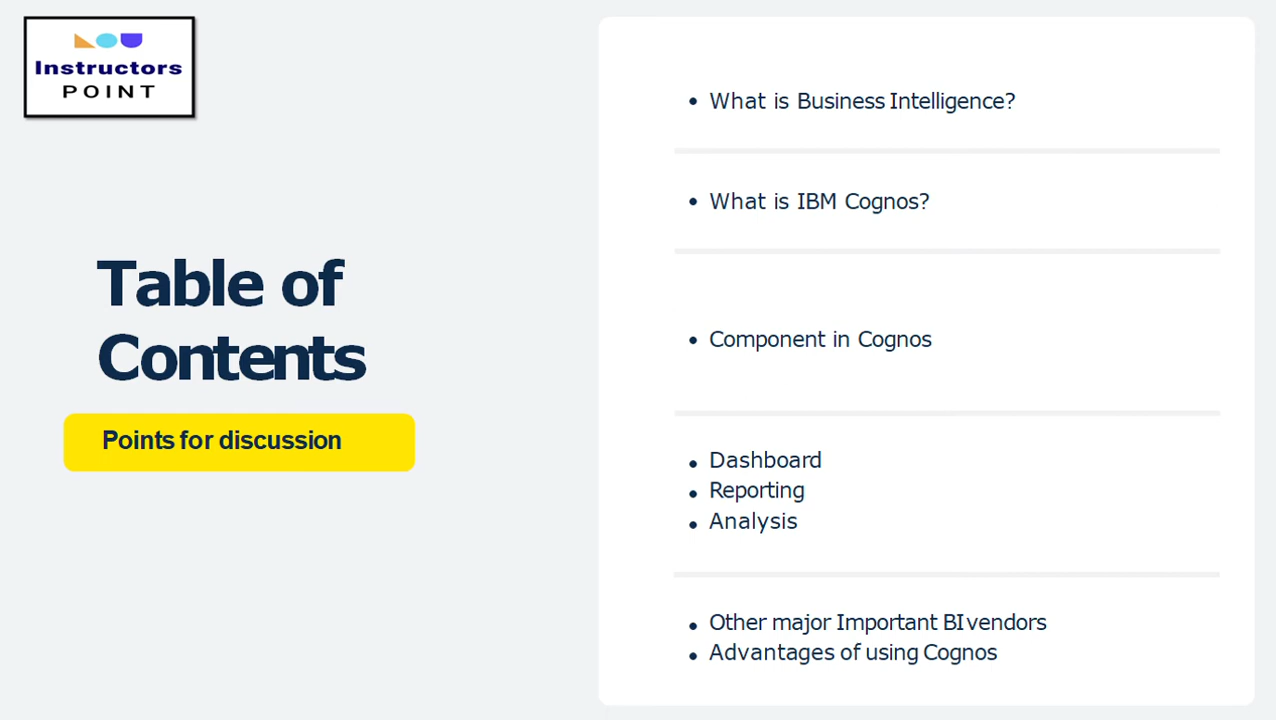 Instructors
POINT
Table of
Contents
Points for discussion
• What is Business Intelligence?
• What is IBM Cognos?
• Component in Cognos
• Dashboard
• Reporting
• Analysis
• Other major Important BI vendors
• Advantages of using Cognos